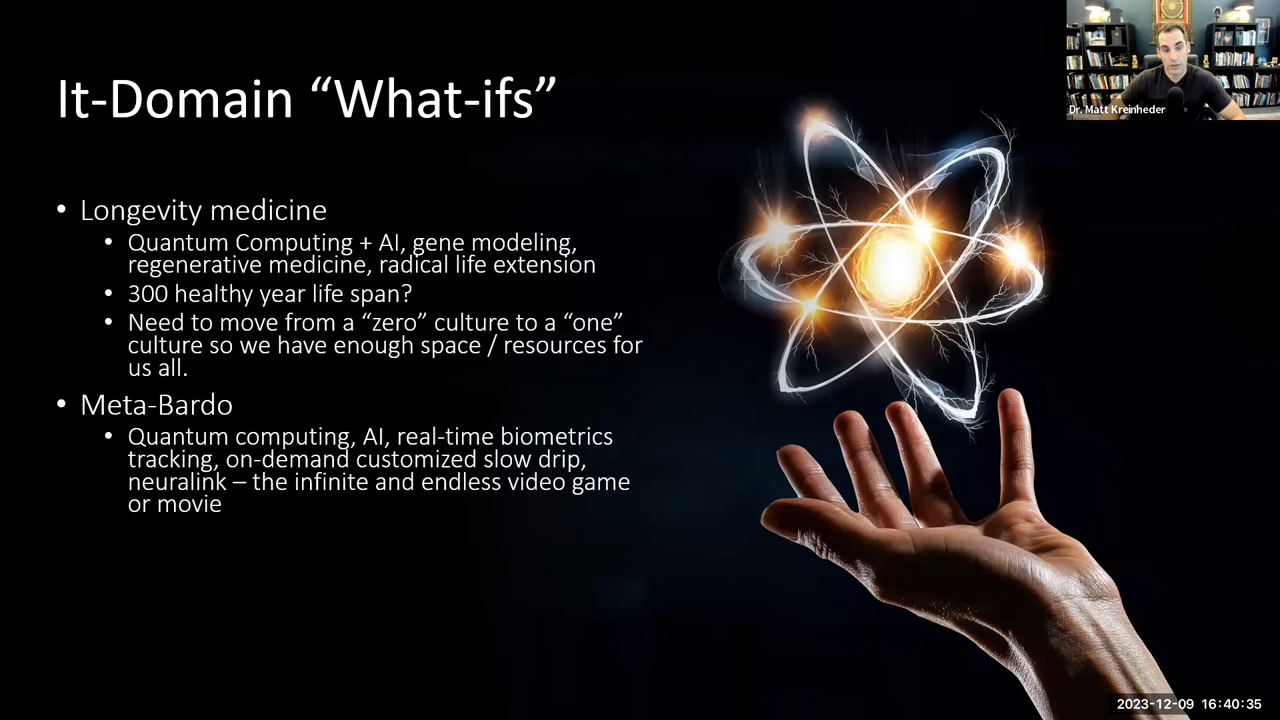 It-Domain “What-ifs”
• Longevity medicine
• Quantum Computing + AI, gene modeling,
regenerative medicine, radical life extension
• 300 healthy year life span?
• Need to move from a “zero” culture to a “one”
culture so we have enough space / resources for
us all.
• Meta-Bardo
• Quantum computing, AI, real-time biometrics
tracking, on-demand customized slow drip,
neuralink – the infinite and endless video game
or movie
Dr. Matt Kreinheder
2023-12-09 16:40:35